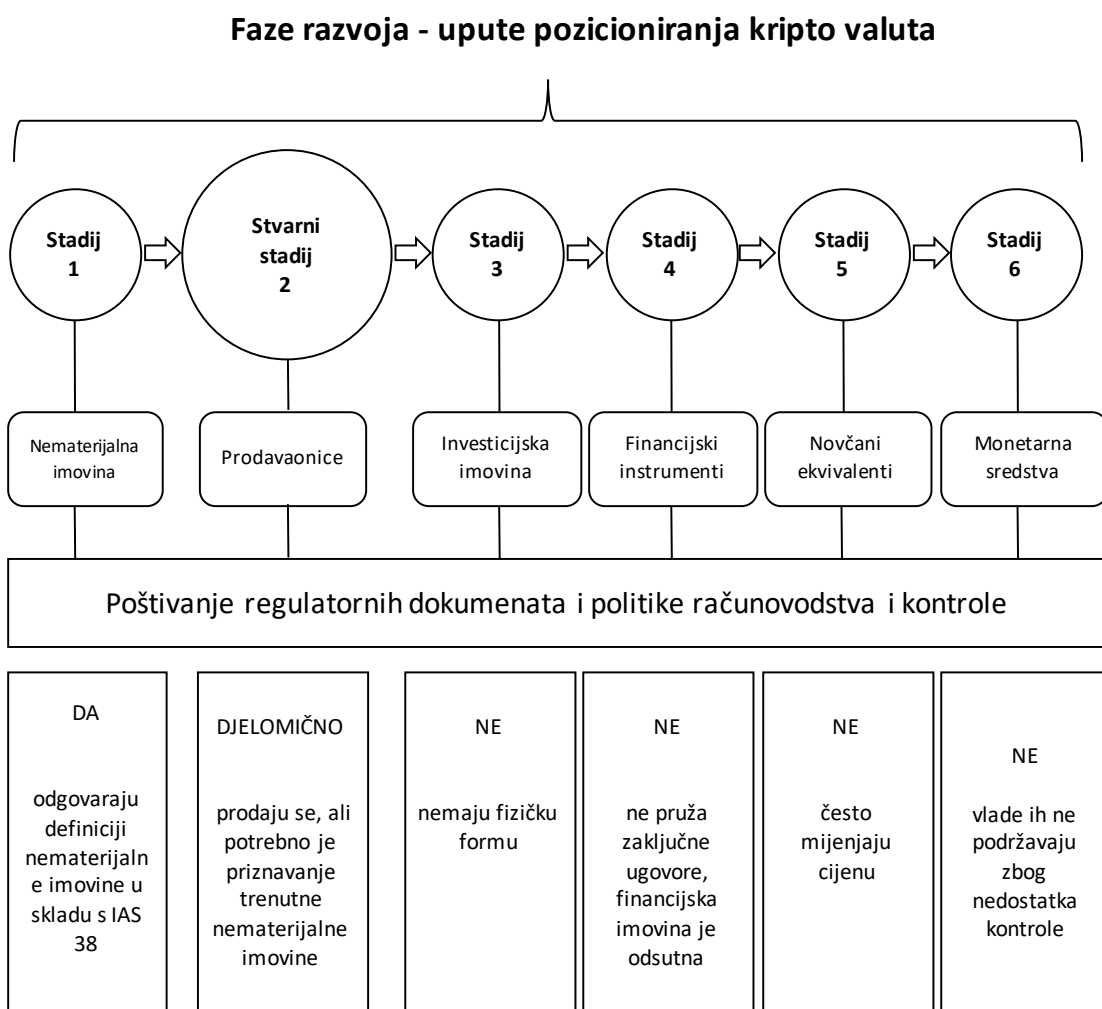 Faze razvoja - upute pozicioniranja kripto valuta
Stadij
1
Stvarni
stadij
2
Stadij
3
Stadij
4
Stadij
5
Stadij
6
Nematerijalna
imovina
Prodavaonice
Investicijska
imovina
Financijski
instrumenti
Novčani
ekvivalenti
Monetarna
sredstva
Poštivanje regulatornih dokumenata i politike računovodstva i kontrole
DA
odgovaraju
definiciji
nematerijaln
e imovine u
skladu s IAS
38
DJELOMIČNO
prodaju se, ali
potrebno je
priznavanje
trenutne
nematerijalne
imovine
NE
nemaju fizičku
formu
NE
ne pruža
zaključne
ugovore,
financijska
imovina je
odsutna
NE
često
mijenjaju
cijenu
NE
vlade ih ne
podržavaju
zbog
nedostatka
kontrole